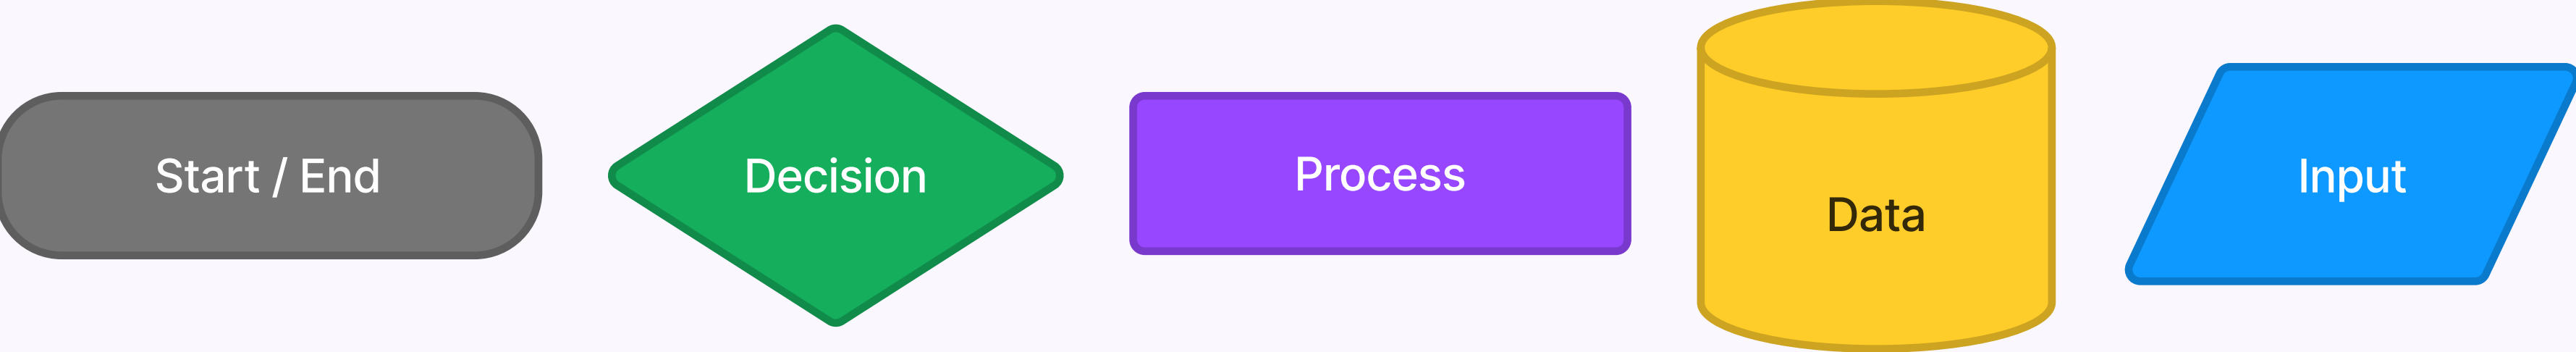 Start / End
Decision
Process
Data
Input